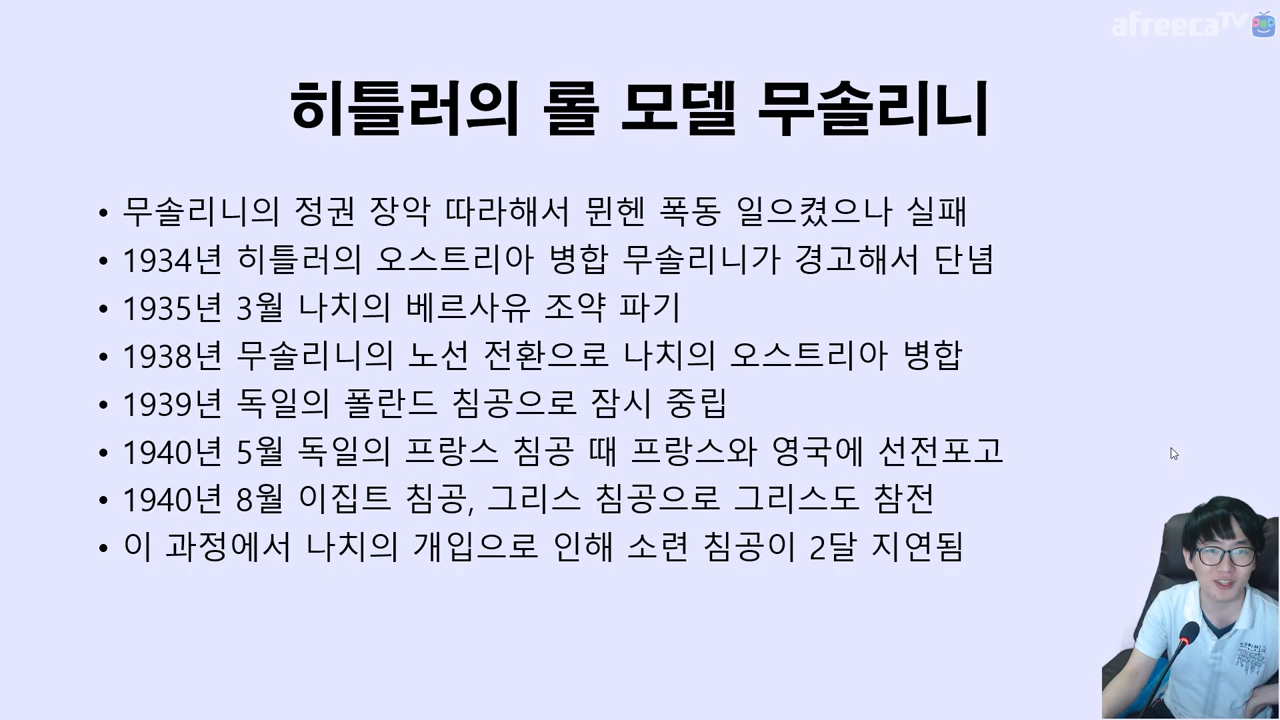 afreecaTV
히틀러의 롤 모델 무솔리니
• 무솔리니의 정권 장악 따라해서 뮌헨 폭동 일으켰으나 실패
• 1934년 히틀러의 오스트리아 병합 무솔리니가 경고해서 단념
• 1935년 3월 나치의 베르사유 조약 파기
• 1938년 무솔리니의 노선 전환으로 나치의 오스트리아 병합
• 1939년 독일의 폴란드 침공으로 잠시 중립
• 1940년 5월 독일의 프랑스 침공 때 프랑스와 영국에 선전포고
• 1940년 8월 이집트 침공, 그리스 침공으로 그리스도 참전
• 이 과정에서 나치의 개입으로 인해 소련 침공이 2달 지연됨